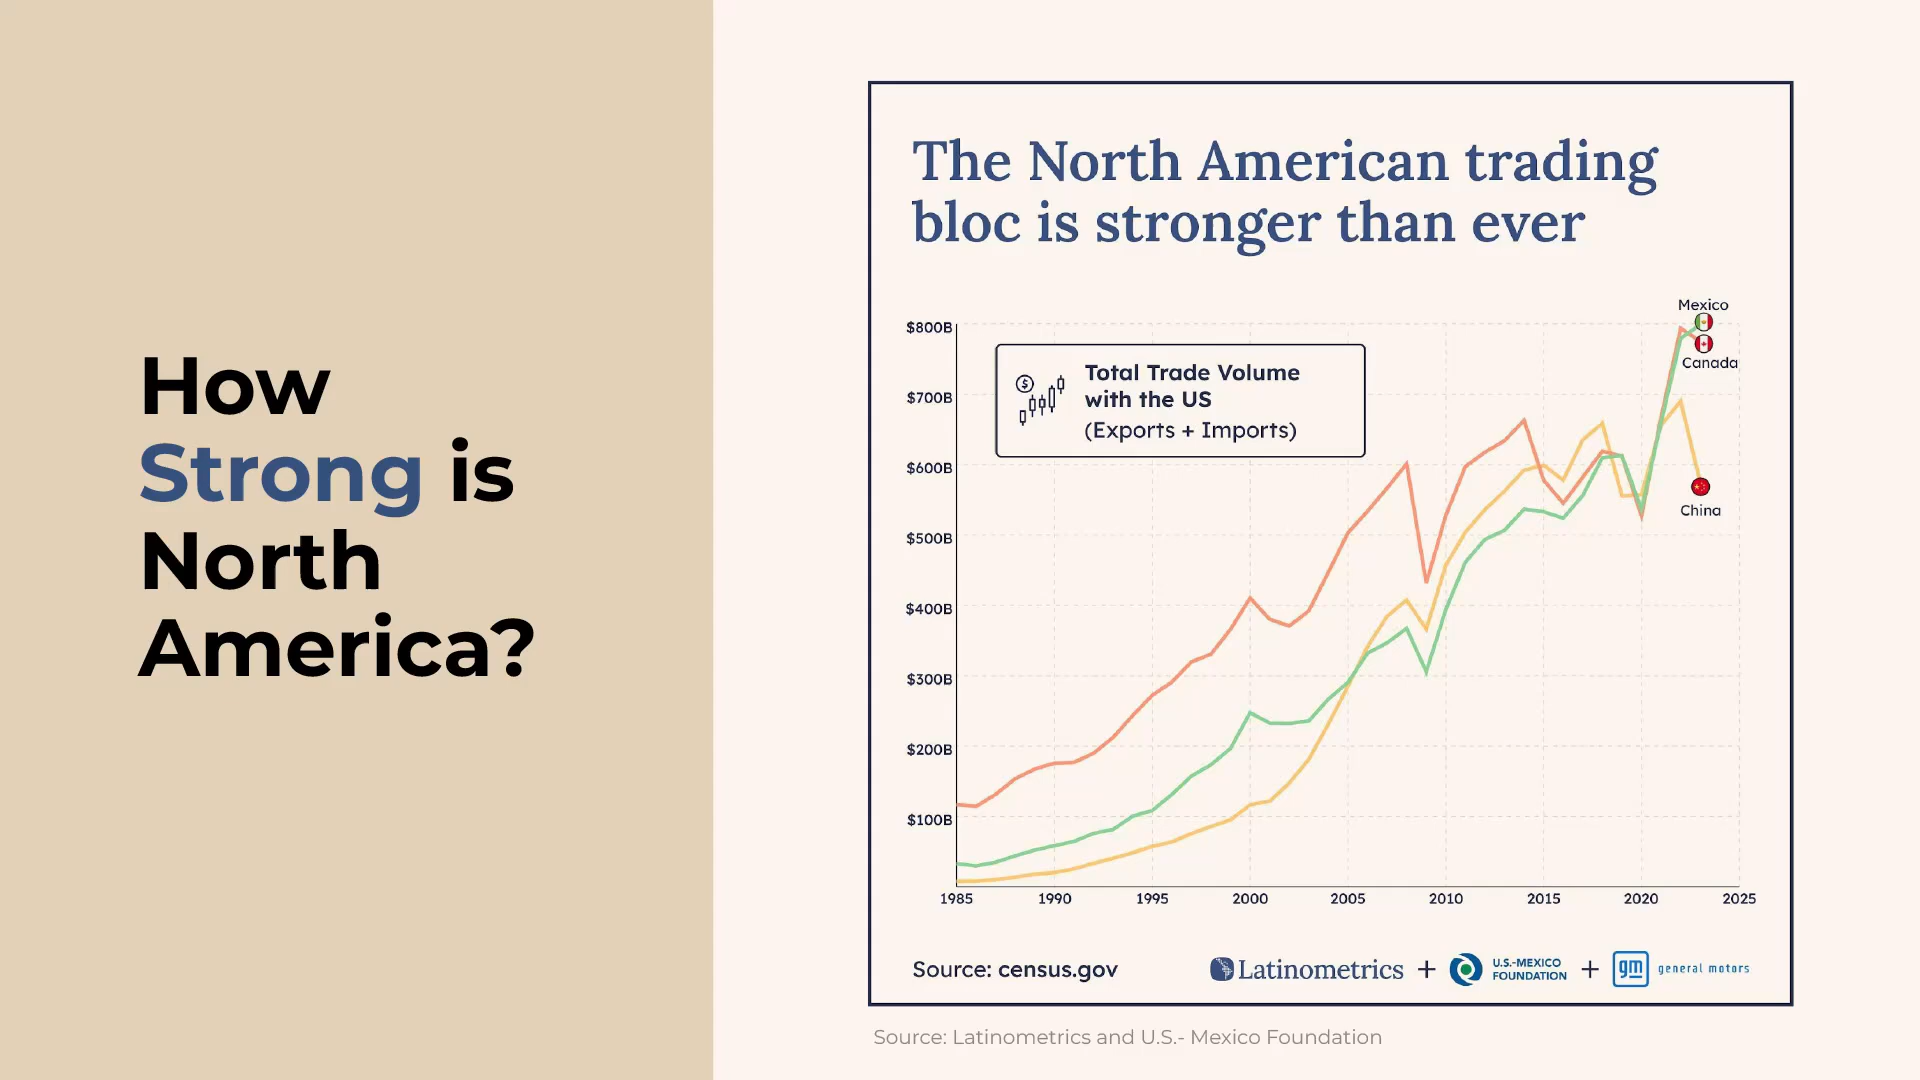 How
Strong is
North
America?
The North American trading
bloc is stronger than ever
Total Trade Volume
with the US
(Exports + Imports)
Mexico
Canada
China
$800B
$700B
$600B
$500B
$400B
$300B
$200B
$100B
1985 1990 1995 2000 2005 2010 2015 2020 2025
Source: census.gov
Latinometrics + U.S.-MEXICO FOUNDATION + gm general motors
Source: Latinometrics and U.S.- Mexico Foundation